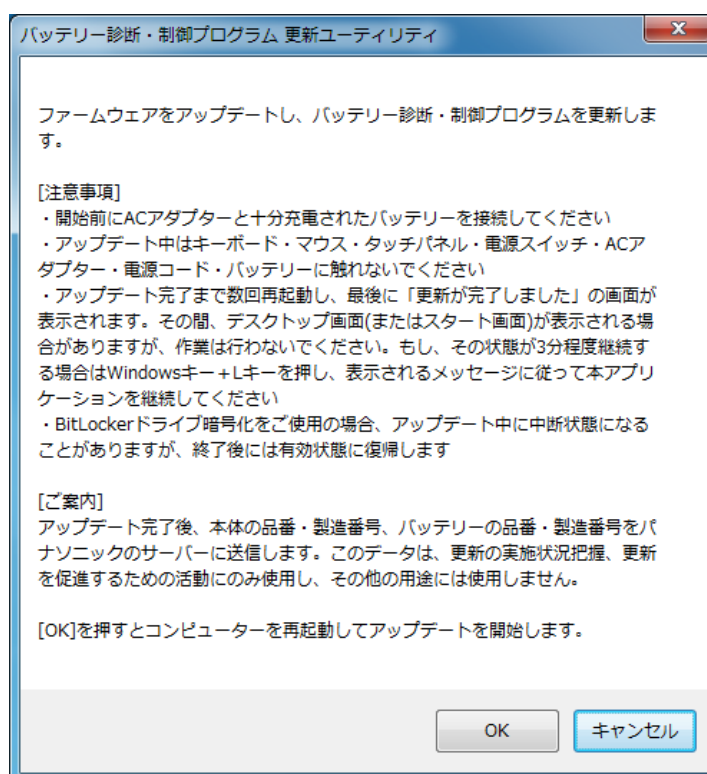 バッテリー診断・制御プログラム 更新ユーティリティ
ファームウェアをアップデートし、バッテリー診断・制御プログラムを更新しま
す。
[注意事項]
・開始前にACアダプターと十分充電されたバッテリーを接続してください
・アップデート中はキーボード・マウス・タッチパネル・電源スイッチ・ACア
ダプター・電源コード・バッテリーに触れないでください
・アップデート完了まで数回再起動し、最後に「更新が完了しました」の画面が
表示されます。その間、デスクトップ画面(またはスタート画面)が表示される場
合がありますが、作業は行わないでください。もし、その状態が3分程度継続す
る場合はWindowsキー+Lキーを押し、表示されるメッセージに従って本アプリ
ケーションを継続してください
・BitLockerドライブ暗号化をご使用の場合、アップデート中に中断状態になる
ことがありますが、終了後には有効状態に復帰します
[ご案内]
アップデート完了後、本体の品番・製造番号、バッテリーの品番・製造番号をパ
ナソニックのサーバーに送信します。このデータは、更新の実施状況把握、更新
を促進するための活動にのみ使用し、その他の用途には使用しません。
[OK]を押すとコンピューターを再起動してアップデートを開始します。
OK
キャンセル